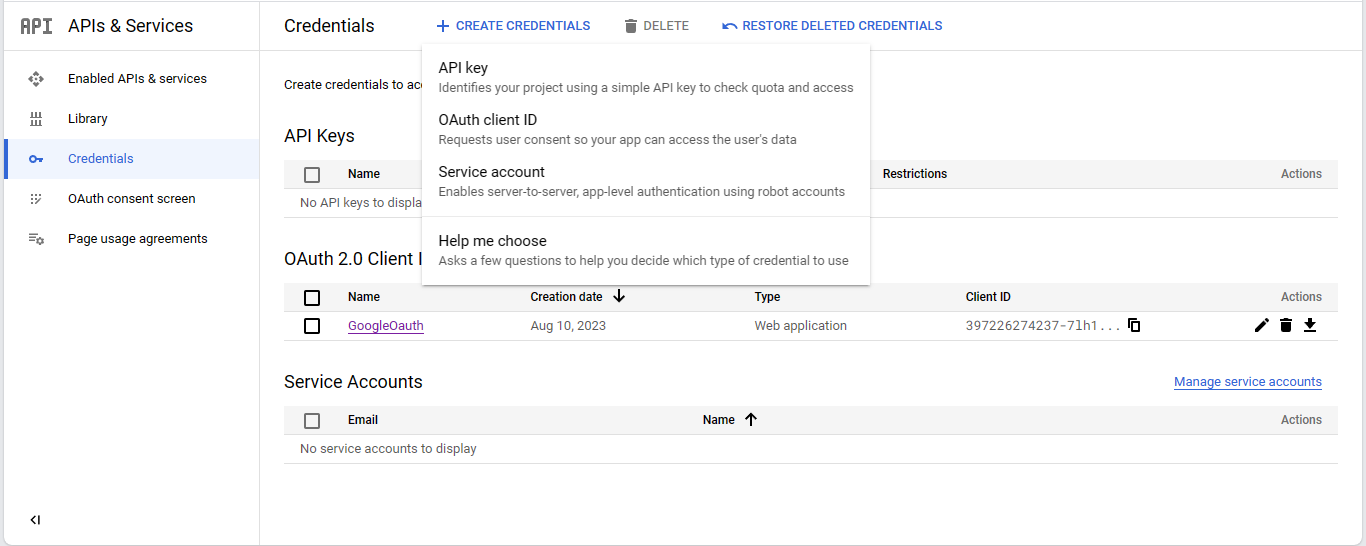 API APIs & Services
Credentials
CREATE CREDENTIALS
DELETE
RESTORE DELETED CREDENTIALS
Enabled APIs & services
Library
Credentials
OAuth consent screen
Page usage agreements
Create credentials to acc
API key
Identifies your project using a simple API key to check quota and access
OAuth client ID
Requests user consent so your app can access the user's data
Service account
Enables server-to-server, app-level authentication using robot accounts
Help me choose
Asks a few questions to help you decide which type of credential to use
API Keys
Name Restrictions Actions
No API keys to displa
OAuth 2.0 Client I
Name Creation date Type Client ID Actions
GoogleOauth Aug 10, 2023 Web application 397226274237-7lh1...
Service Accounts Manage service accounts
Email Name Actions
No service accounts to display